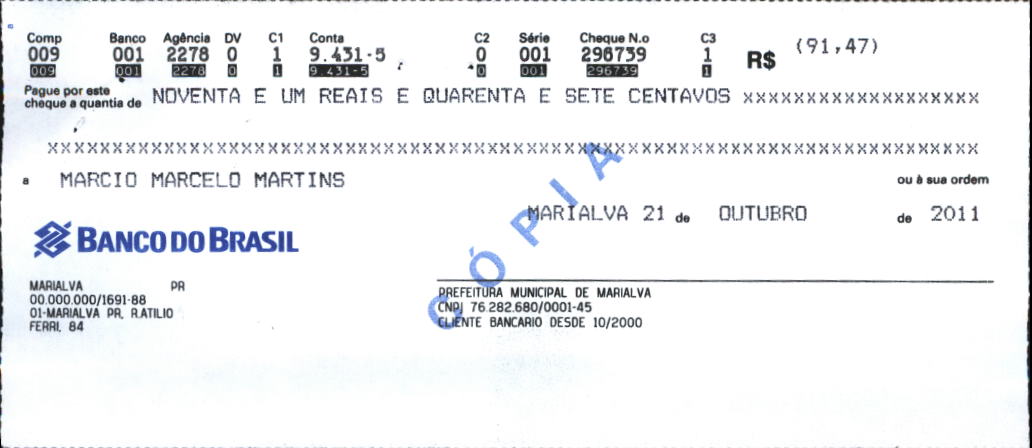 Comp Banco Agência DV C1 Conta C2 Série Cheque N.o C3
009 001 2278 0 1 9.431-5 0 001 296739 1 R$ (91,47)
009 001 2278 0 1 9.431-5 0 001 296739 1
Pague por este
cheque a quantia de NOVENTA E UM REAIS E QUARENTA E SETE CENTAVOS xxxxxxxxxxxxxxxxxxxx
xxxxxxxxxxxxxxxxxxxxxxxxxxxxxxxxxxxxxxxxxxxxxxxxxxxxxxxxxxxxxxxxxxxxxxxxxxxxxx
a MARCIO MARCELO MARTINS ou à sua ordem
MARIALVA 21 de OUTUBRO de 2011
BANCO DO BRASIL
CÓPIA
MARIALVA PR
00.000.000/1691-88
01-MARIALVA PR, R.ATILIO
FERRI, 84
PREFEITURA MUNICIPAL DE MARIALVA
CNPJ 76.282.680/0001-45
CLIENTE BANCARIO DESDE 10/2000